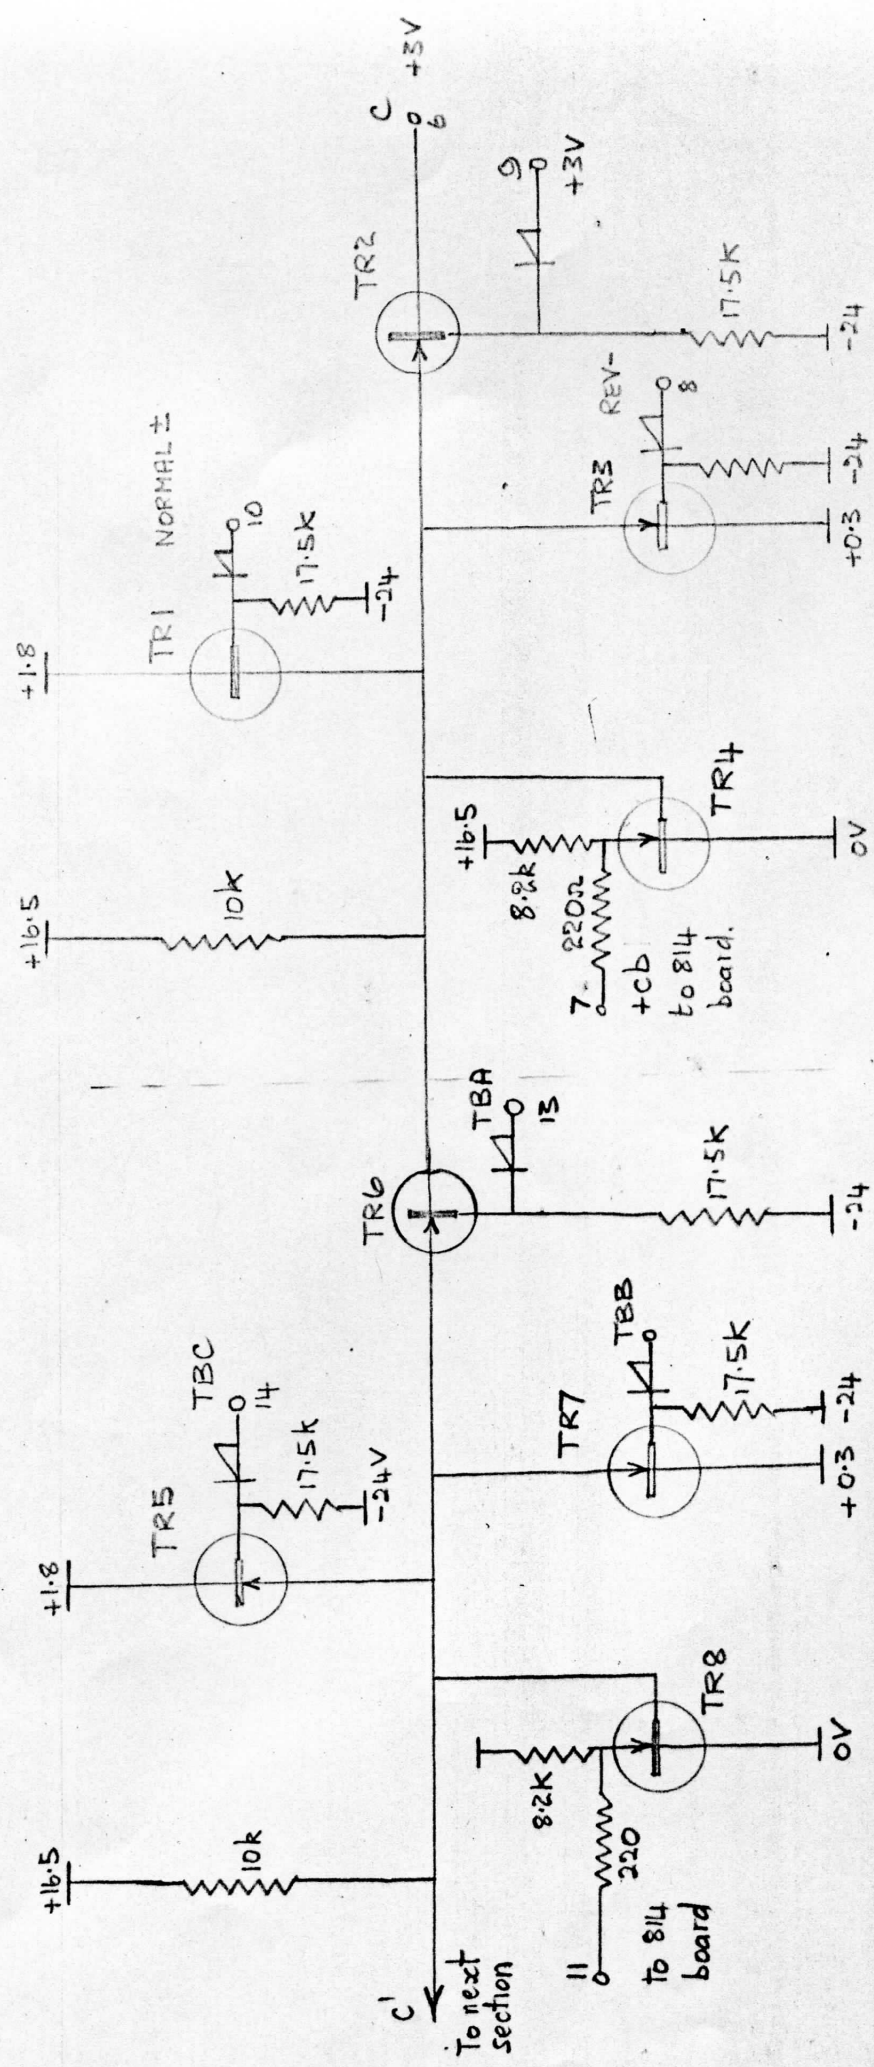 +16.5
10k
C'
To next
section
+1.8
TR5
TBC
14
17.5k
-24V
8.2k
220
11
to 814
board
TR8
0V
TR7
TBB
17.5K
-24
+0.3
TR6
TBA
13
17.5K
-24
+16.5
10k
+1.8
TR1 NORMAL ±
10
17.5k
-24
+16.5
8.2k
220Ω
7
+cb
to 814
board.
TR4
0V
TR3
REV-
8
-24
+0.3
TR2
C
6
+3V
9
+3V
17.5K
-24